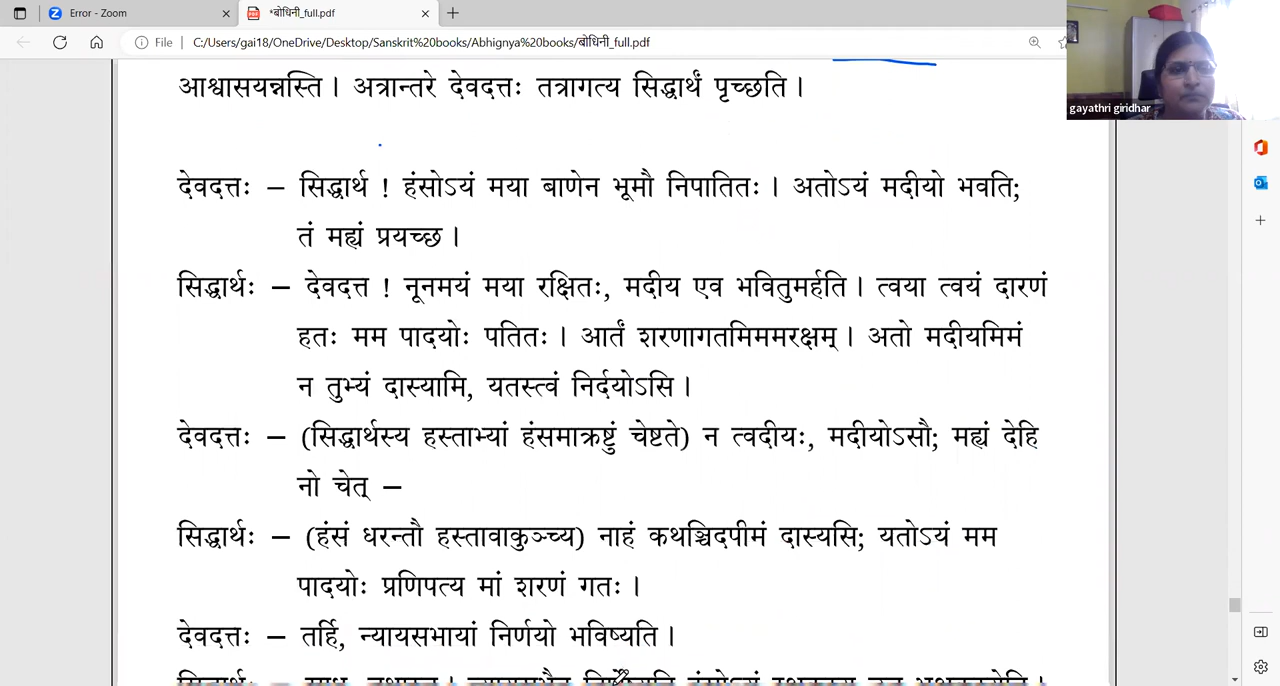 Error - Zoom
*बोधिनी_full.pdf
File | C:/Users/gai18/OneDrive/Desktop/Sanskrit%20books/Abhignya%20books/बोधिनी_full.pdf
gayathri giridhar
आश्वासयन्नस्ति । अत्रान्तरे देवदत्तः तत्रागत्य सिद्धार्थं पृच्छति ।
देवदत्तः – सिद्धार्थ ! हंसोऽयं मया बाणेन भूमौ निपातितः । अतोऽयं मदीयो भवति;
तं मह्यं प्रयच्छ ।
सिद्धार्थः – देवदत्त ! नूनमयं मया रक्षितः, मदीय एव भवितुमर्हति । त्वया त्वयं दारणं
हतः मम पादयोः पतितः । आर्तं शरणागतमिममरक्षम् । अतो मदीयमिमं
न तुभ्यं दास्यामि, यतस्त्वं निर्दयोऽसि ।
देवदत्तः – (सिद्धार्थस्य हस्ताभ्यां हंसमाक्रष्टुं चेष्टते) न त्वदीयः, मदीयोऽसौ; मह्यं देहि
नो चेत् –
सिद्धार्थः – (हंसं धरन्तौ हस्तावाकुञ्च्य) नाहं कथञ्चिदपीमं दास्यसि; यतोऽयं मम
पादयोः प्रणिपत्य मां शरणं गतः ।
देवदत्तः – तर्हि, न्यायसभायां निर्णयो भविष्यति ।